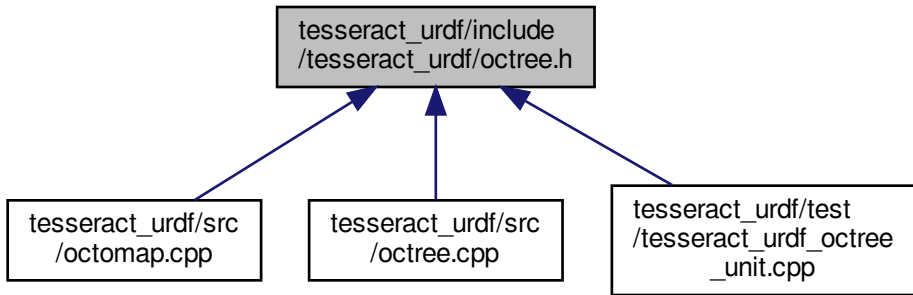 tesseract_urdf/include
/tesseract_urdf/octree.h
tesseract_urdf/src
/octomap.cpp
tesseract_urdf/src
/octree.cpp
tesseract_urdf/test
/tesseract_urdf_octree
_unit.cpp